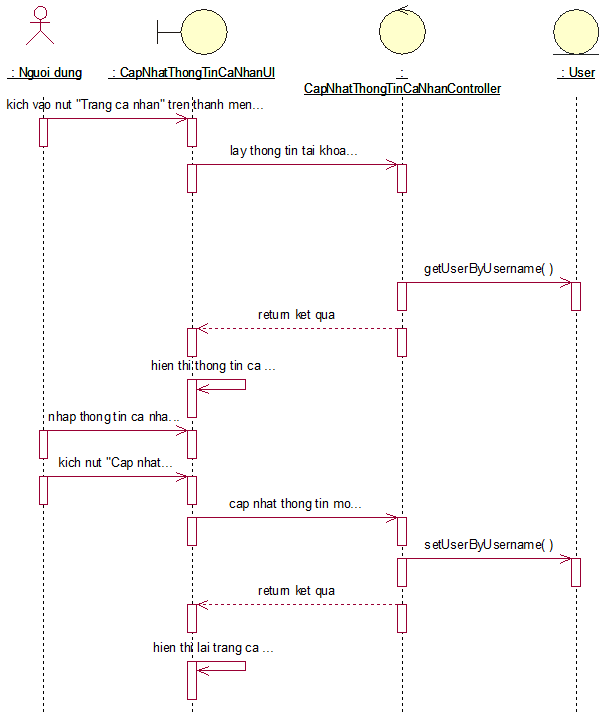 : Nguoi dung
: CapNhatThongTinCaNhanUI
:
CapNhatThongTinCaNhanController
: User
kich vao nut "Trang ca nhan" tren thanh men...
lay thong tin tai khoa...
getUserByUsername( )
return ket qua
hien thi thong tin ca ...
nhap thong tin ca nha...
kich nut "Cap nhat...
cap nhat thong tin mo...
setUserByUsername( )
return ket qua
hien thi lai trang ca ...